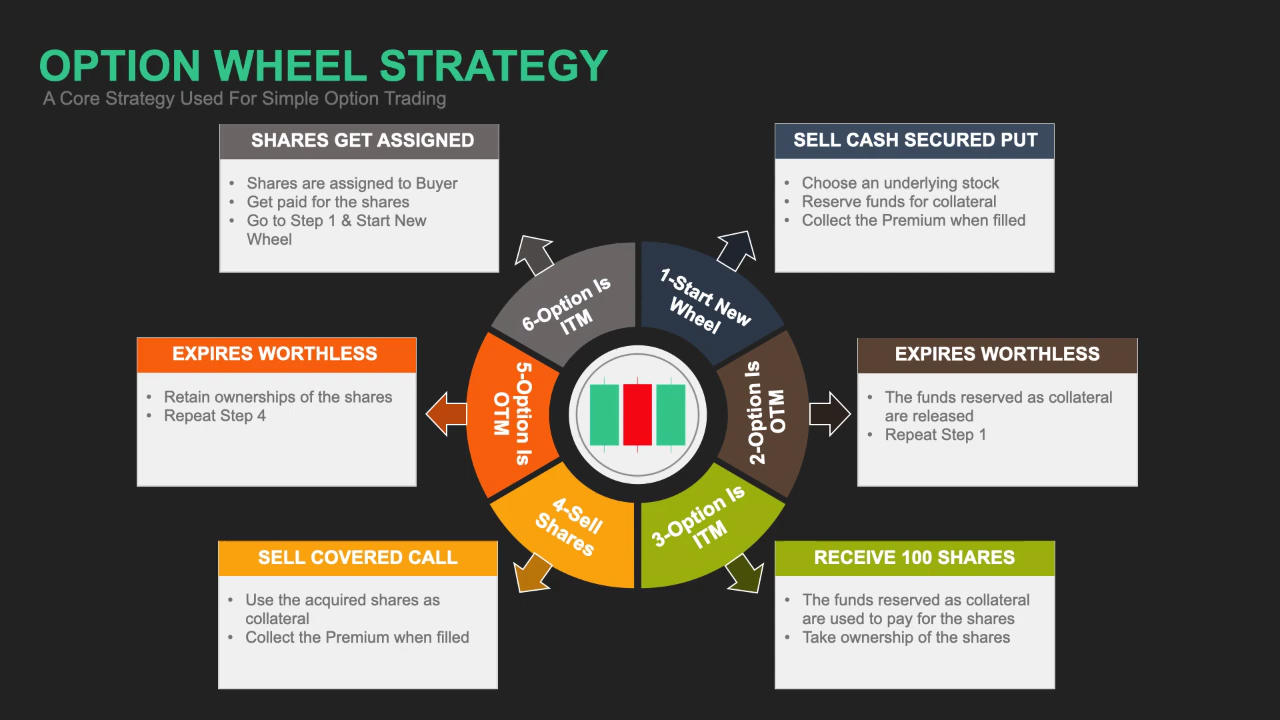 OPTION WHEEL STRATEGY
A Core Strategy Used For Simple Option Trading
SHARES GET ASSIGNED
• Shares are assigned to Buyer
• Get paid for the shares
• Go to Step 1 & Start New
Wheel
SELL CASH SECURED PUT
• Choose an underlying stock
• Reserve funds for collateral
• Collect the Premium when filled
6-Option Is
ITM
1-Start New
Wheel
EXPIRES WORTHLESS
• Retain ownerships of the shares
• Repeat Step 4
5-Option Is
OTM
2-Option Is
OTM
EXPIRES WORTHLESS
• The funds reserved as collateral
are released
• Repeat Step 1
4-Sell
Shares
3-Option Is
ITM
SELL COVERED CALL
• Use the acquired shares as
collateral
• Collect the Premium when filled
RECEIVE 100 SHARES
• The funds reserved as collateral
are used to pay for the shares
• Take ownership of the shares